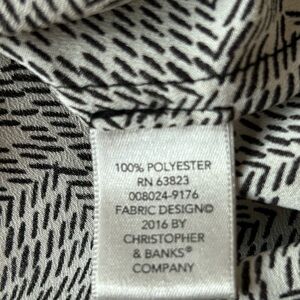 100% POLYESTER
RN 63823
008024-9176
FABRIC DESIGN©
2016 BY
CHRISTOPHER
& BANKS®
COMPANY